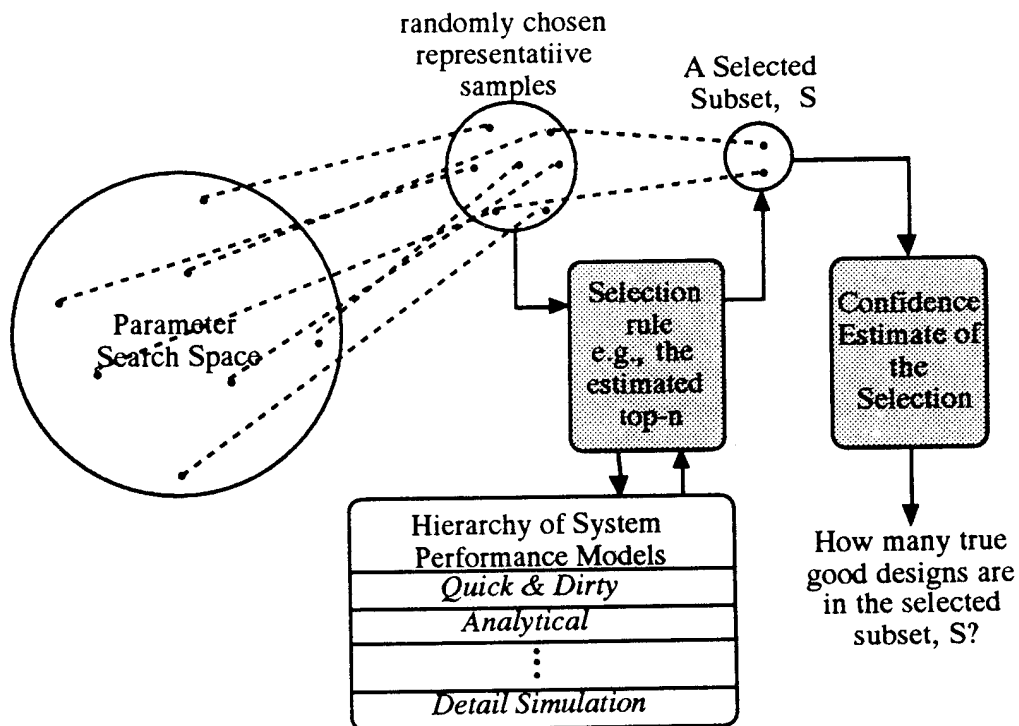 randomly chosen
representatiive
samples
A Selected
Subset, S
Parameter
Search Space
Selection
rule
e.g., the
estimated
top-n
Confidence
Estimate of
the
Selection
Hierarchy of System
Performance Models
Quick & Dirty
Analytical
Detail Simulation
How many true
good designs are
in the selected
subset, S?